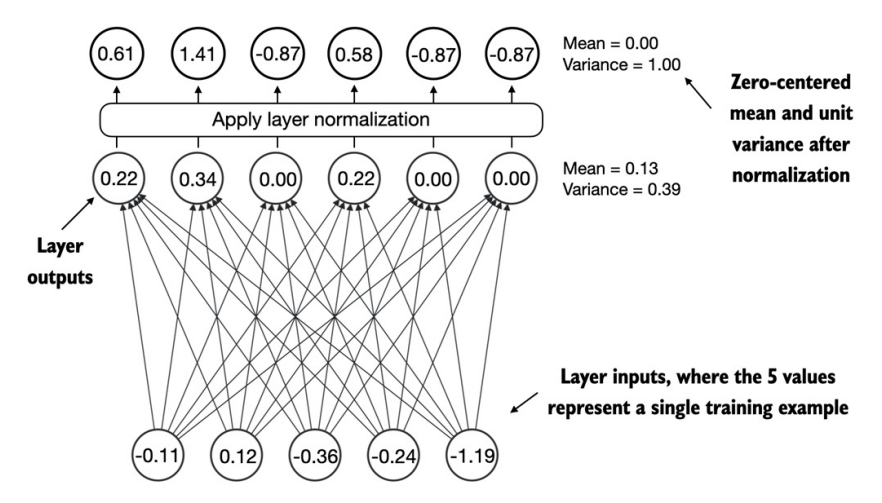 0.61 1.41 -0.87 0.58 -0.87 -0.87
Mean = 0.00
Variance = 1.00
Zero-centered
mean and unit
variance after
normalization
Apply layer normalization
0.22 0.34 0.00 0.22 0.00 0.00
Mean = 0.13
Variance = 0.39
Layer
outputs
Layer inputs, where the 5 values
represent a single training example
-0.11 0.12 -0.36 -0.24 -1.19